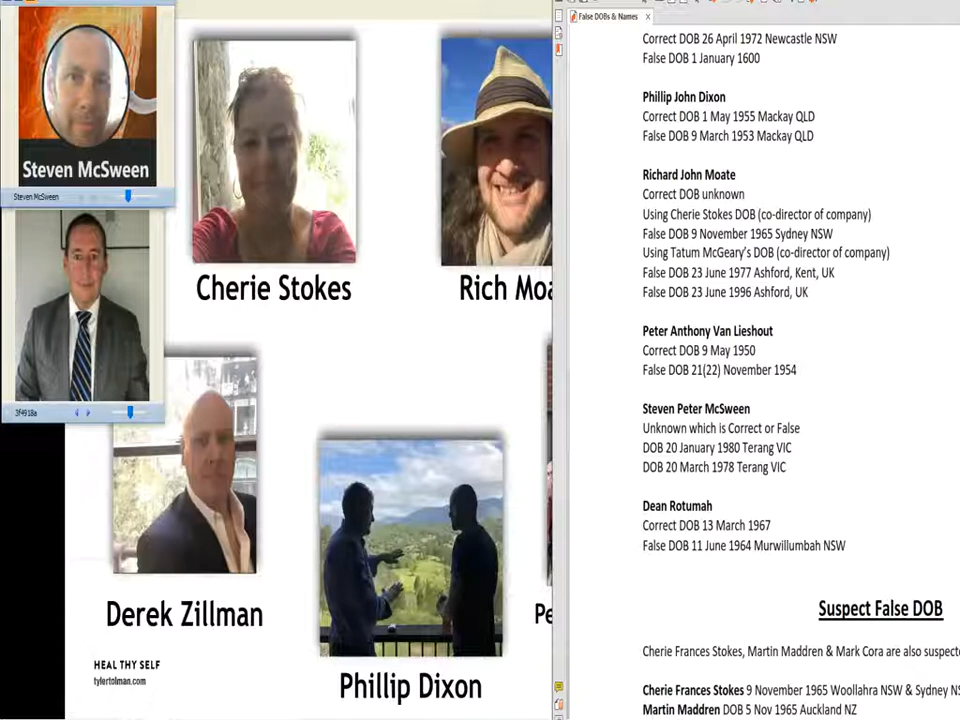 Steven McSween
Steven McSween
3f4918a
Cherie Stokes
Rich Moa
Derek Zillman
Phillip Dixon
Pe
HEAL THY SELF
tylertolman.com
False DOBs & Names
Correct DOB 26 April 1972 Newcastle NSW
False DOB 1 January 1600
Phillip John Dixon
Correct DOB 1 May 1955 Mackay QLD
False DOB 9 March 1953 Mackay QLD
Richard John Moate
Correct DOB unknown
Using Cherie Stokes DOB (co-director of company)
False DOB 9 November 1965 Sydney NSW
Using Tatum McGeary's DOB (co-director of company)
False DOB 23 June 1977 Ashford, Kent, UK
False DOB 23 June 1996 Ashford, UK
Peter Anthony Van Lieshout
Correct DOB 9 May 1950
False DOB 21(22) November 1954
Steven Peter McSween
Unknown which is Correct or False
DOB 20 January 1980 Terang VIC
DOB 20 March 1978 Terang VIC
Dean Rotumah
Correct DOB 13 March 1967
False DOB 11 June 1964 Murwillumbah NSW
Suspect False DOB
Cherie Frances Stokes, Martin Maddren & Mark Cora are also suspect
Cherie Frances Stokes 9 November 1965 Woollahra NSW & Sydney NS
Martin Maddren DOB 5 Nov 1965 Auckland NZ